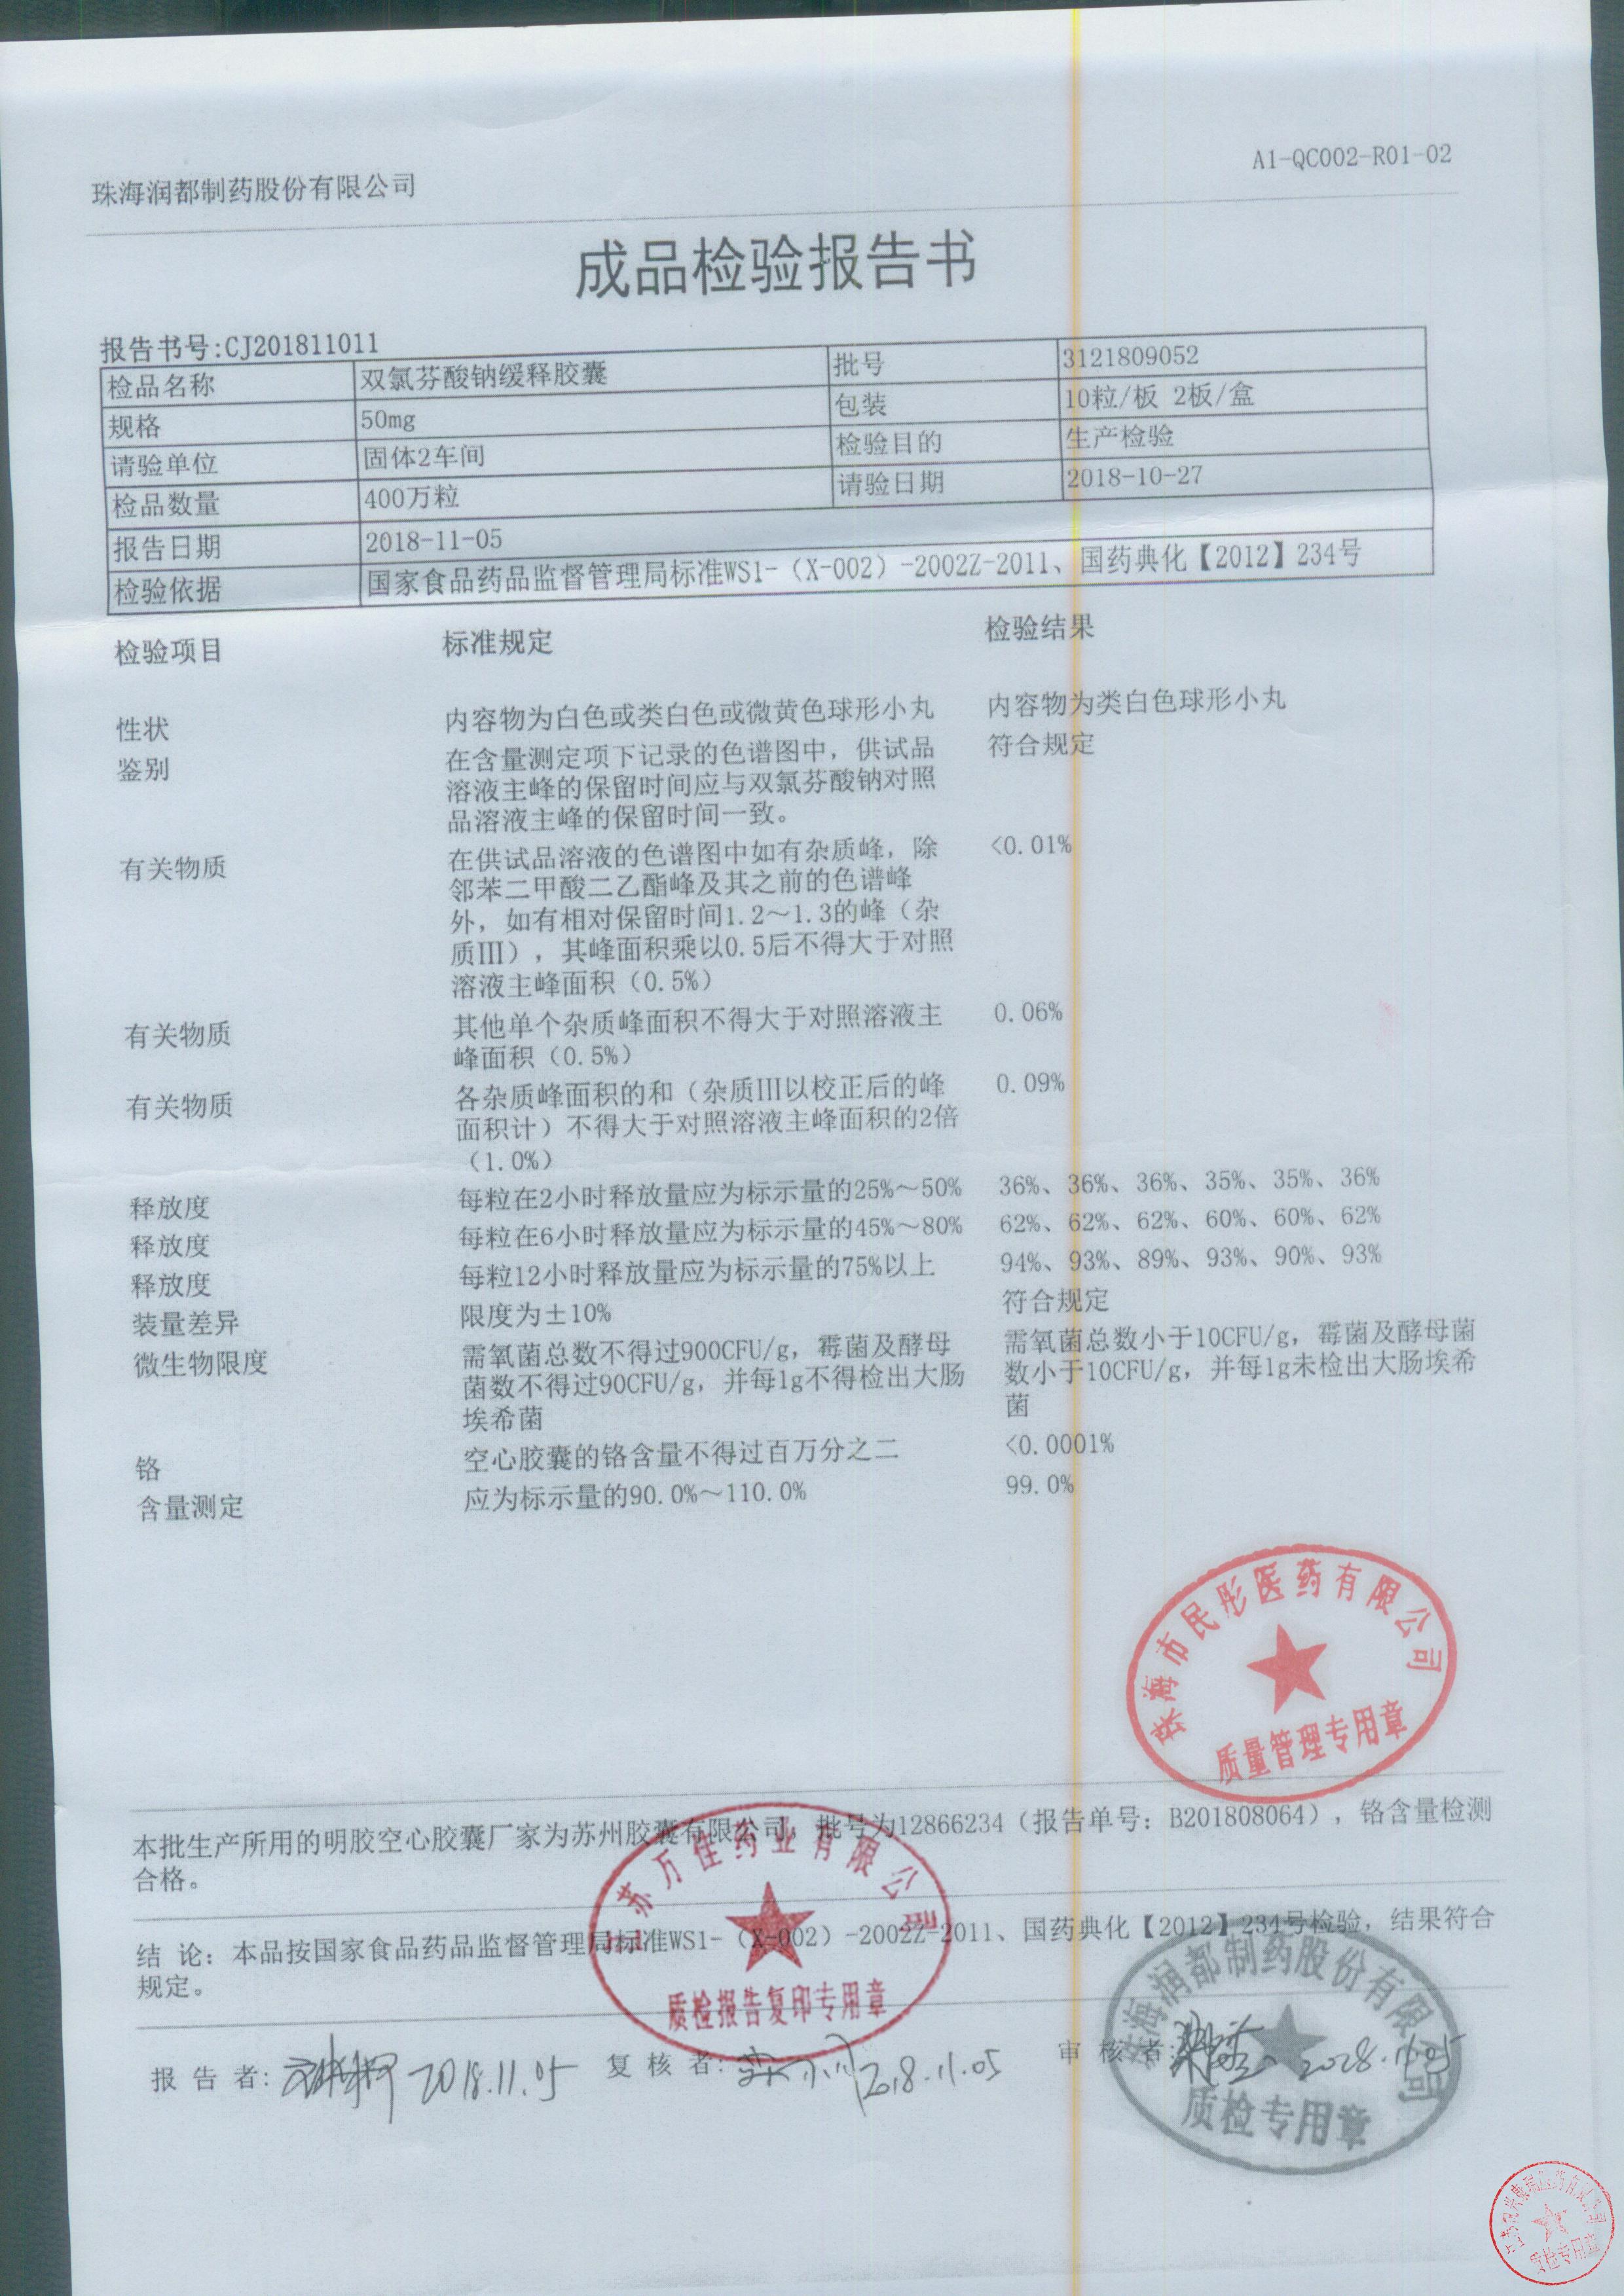 珠海润都制药股份有限公司
A1-QC002-R01-02
成品检验报告书
报告书号:CJ201811011
检品名称 双氯芬酸钠缓释胶囊 批号 3121809052
规格 50mg 包装 10粒/板 2板/盒
请验单位 固体2车间 检验目的 生产检验
检品数量 400万粒 请验日期 2018-10-27
报告日期 2018-11-05
检验依据 国家食品药品监督管理局标准WS1-（X-002）-2002Z-2011、国药典化【2012】234号
检验项目 标准规定 检验结果
性状 内容物为白色或类白色或微黄色球形小丸 内容物为类白色球形小丸
鉴别 在含量测定项下记录的色谱图中，供试品 符合规定
溶液主峰的保留时间应与双氯芬酸钠对照
品溶液主峰的保留时间一致。
有关物质 在供试品溶液的色谱图中如有杂质峰，除 <0.01%
邻苯二甲酸二乙酯峰及其之前的色谱峰
外，如有相对保留时间1.2～1.3的峰（杂
质III），其峰面积乘以0.5后不得大于对照
溶液主峰面积（0.5%）
有关物质 其他单个杂质峰面积不得大于对照溶液主 0.06%
峰面积（0.5%）
有关物质 各杂质峰面积的和（杂质III以校正后的峰 0.09%
面积计）不得大于对照溶液主峰面积的2倍
（1.0%）
释放度 每粒在2小时释放量应为标示量的25%～50% 36%、36%、36%、35%、35%、36%
释放度 每粒在6小时释放量应为标示量的45%～80% 62%、62%、62%、60%、60%、62%
释放度 每粒12小时释放量应为标示量的75%以上 94%、93%、89%、93%、90%、93%
装量差异 限度为±10% 符合规定
微生物限度 需氧菌总数不得过900CFU/g，霉菌及酵母 需氧菌总数小于10CFU/g，霉菌及酵母菌
菌数不得过90CFU/g，并每1g不得检出大肠 数小于10CFU/g，并每1g未检出大肠埃希
埃希菌 菌
铬 空心胶囊的铬含量不得过百万分之二 <0.0001%
含量测定 应为标示量的90.0%～110.0% 99.0%
珠海市民彤医药有限公司
质量管理专用章
本批生产所用的明胶空心胶囊厂家为苏州胶囊有限公司，批号为12866234（报告单号：B201808064），铬含量检测
合格。
苏万佳药业有限公司
质检报告复印专用章
结 论：本品按国家食品药品监督管理局标准WS1-（X-002）-2002Z-2011、国药典化【2012】234号检验，结果符合
规定。
珠海润都制药股份有限公司
质检专用章
报 告 者： 2018.11.05 复 核 者： 2018.11.05 审 核 者：
质检专用章